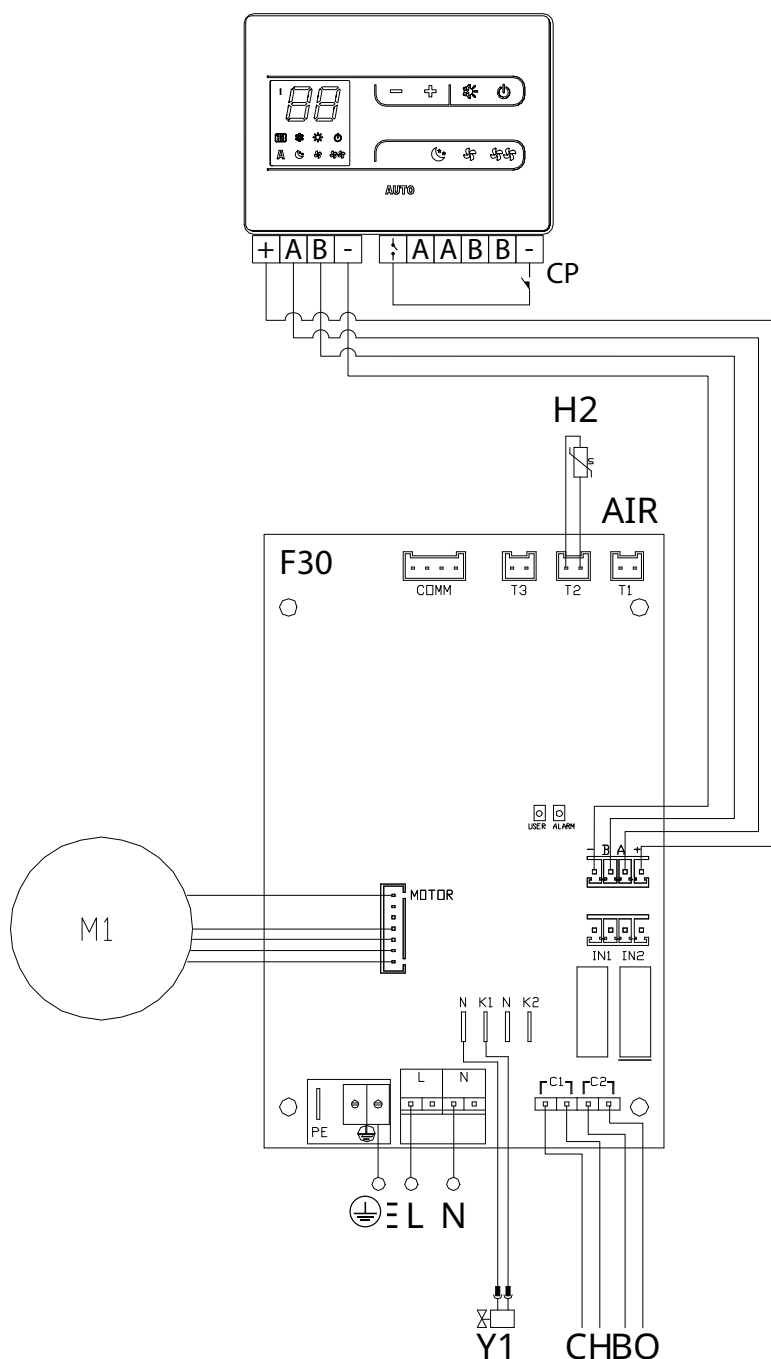 88
A
AUTO
+ A B - A A B B -
CP
H2
AIR
F30
COMM T3 T2 T1
USER ALARM
- B A +
MOTOR
M1
IN1 IN2
N K1 N K2
L N C1 C2
PE
L N
Y1 CHBO